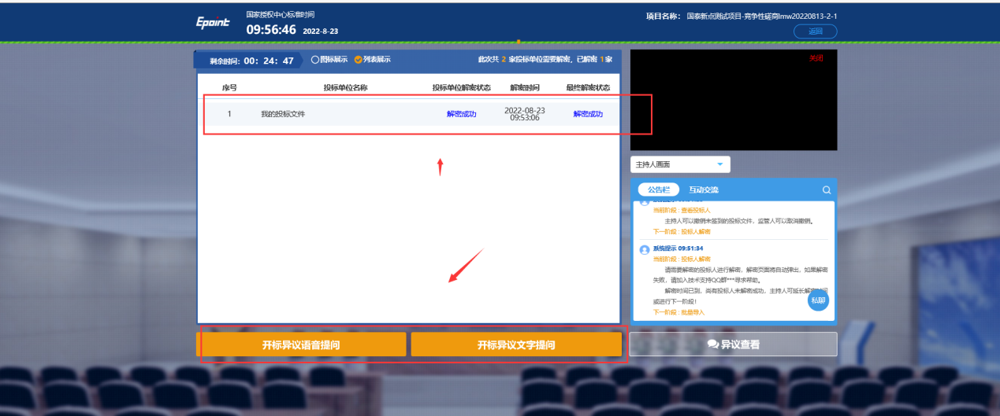 Epoint
国家授权中心标准时间
09:56:46 2022-8-23
项目名称： 国泰新点测试项目-竞争性磋商lmw20220813-2-1
返回
剩余时间：00：24：47
图标展示 列表展示
此次共 2 家投标单位需要解密，已解密 1 家
序号 投标单位名称 投标单位解密状态 解密时间 最终解密状态
1 我的投标文件 解密成功 2022-08-23 解密成功
09:53:06
关闭
主持人画面
公告栏 互动交流
当前阶段：查看投标人
主持人可以撤销未签到的投标文件，监管人可以取消撤销。
下一阶段：投标人解密
系统提示 09:51:34
当前阶段：投标人解密
请需要解密的投标人进行解密，解密页面将自动弹出，如果解密
失败，请加入技术支持QQ群***寻求帮助。
解密时间已到，尚有投标人未解密成功，主持人可延长解
或进行下一阶段！
下一阶段：批量导入
私聊
开标异议语音提问
开标异议文字提问
异议查看